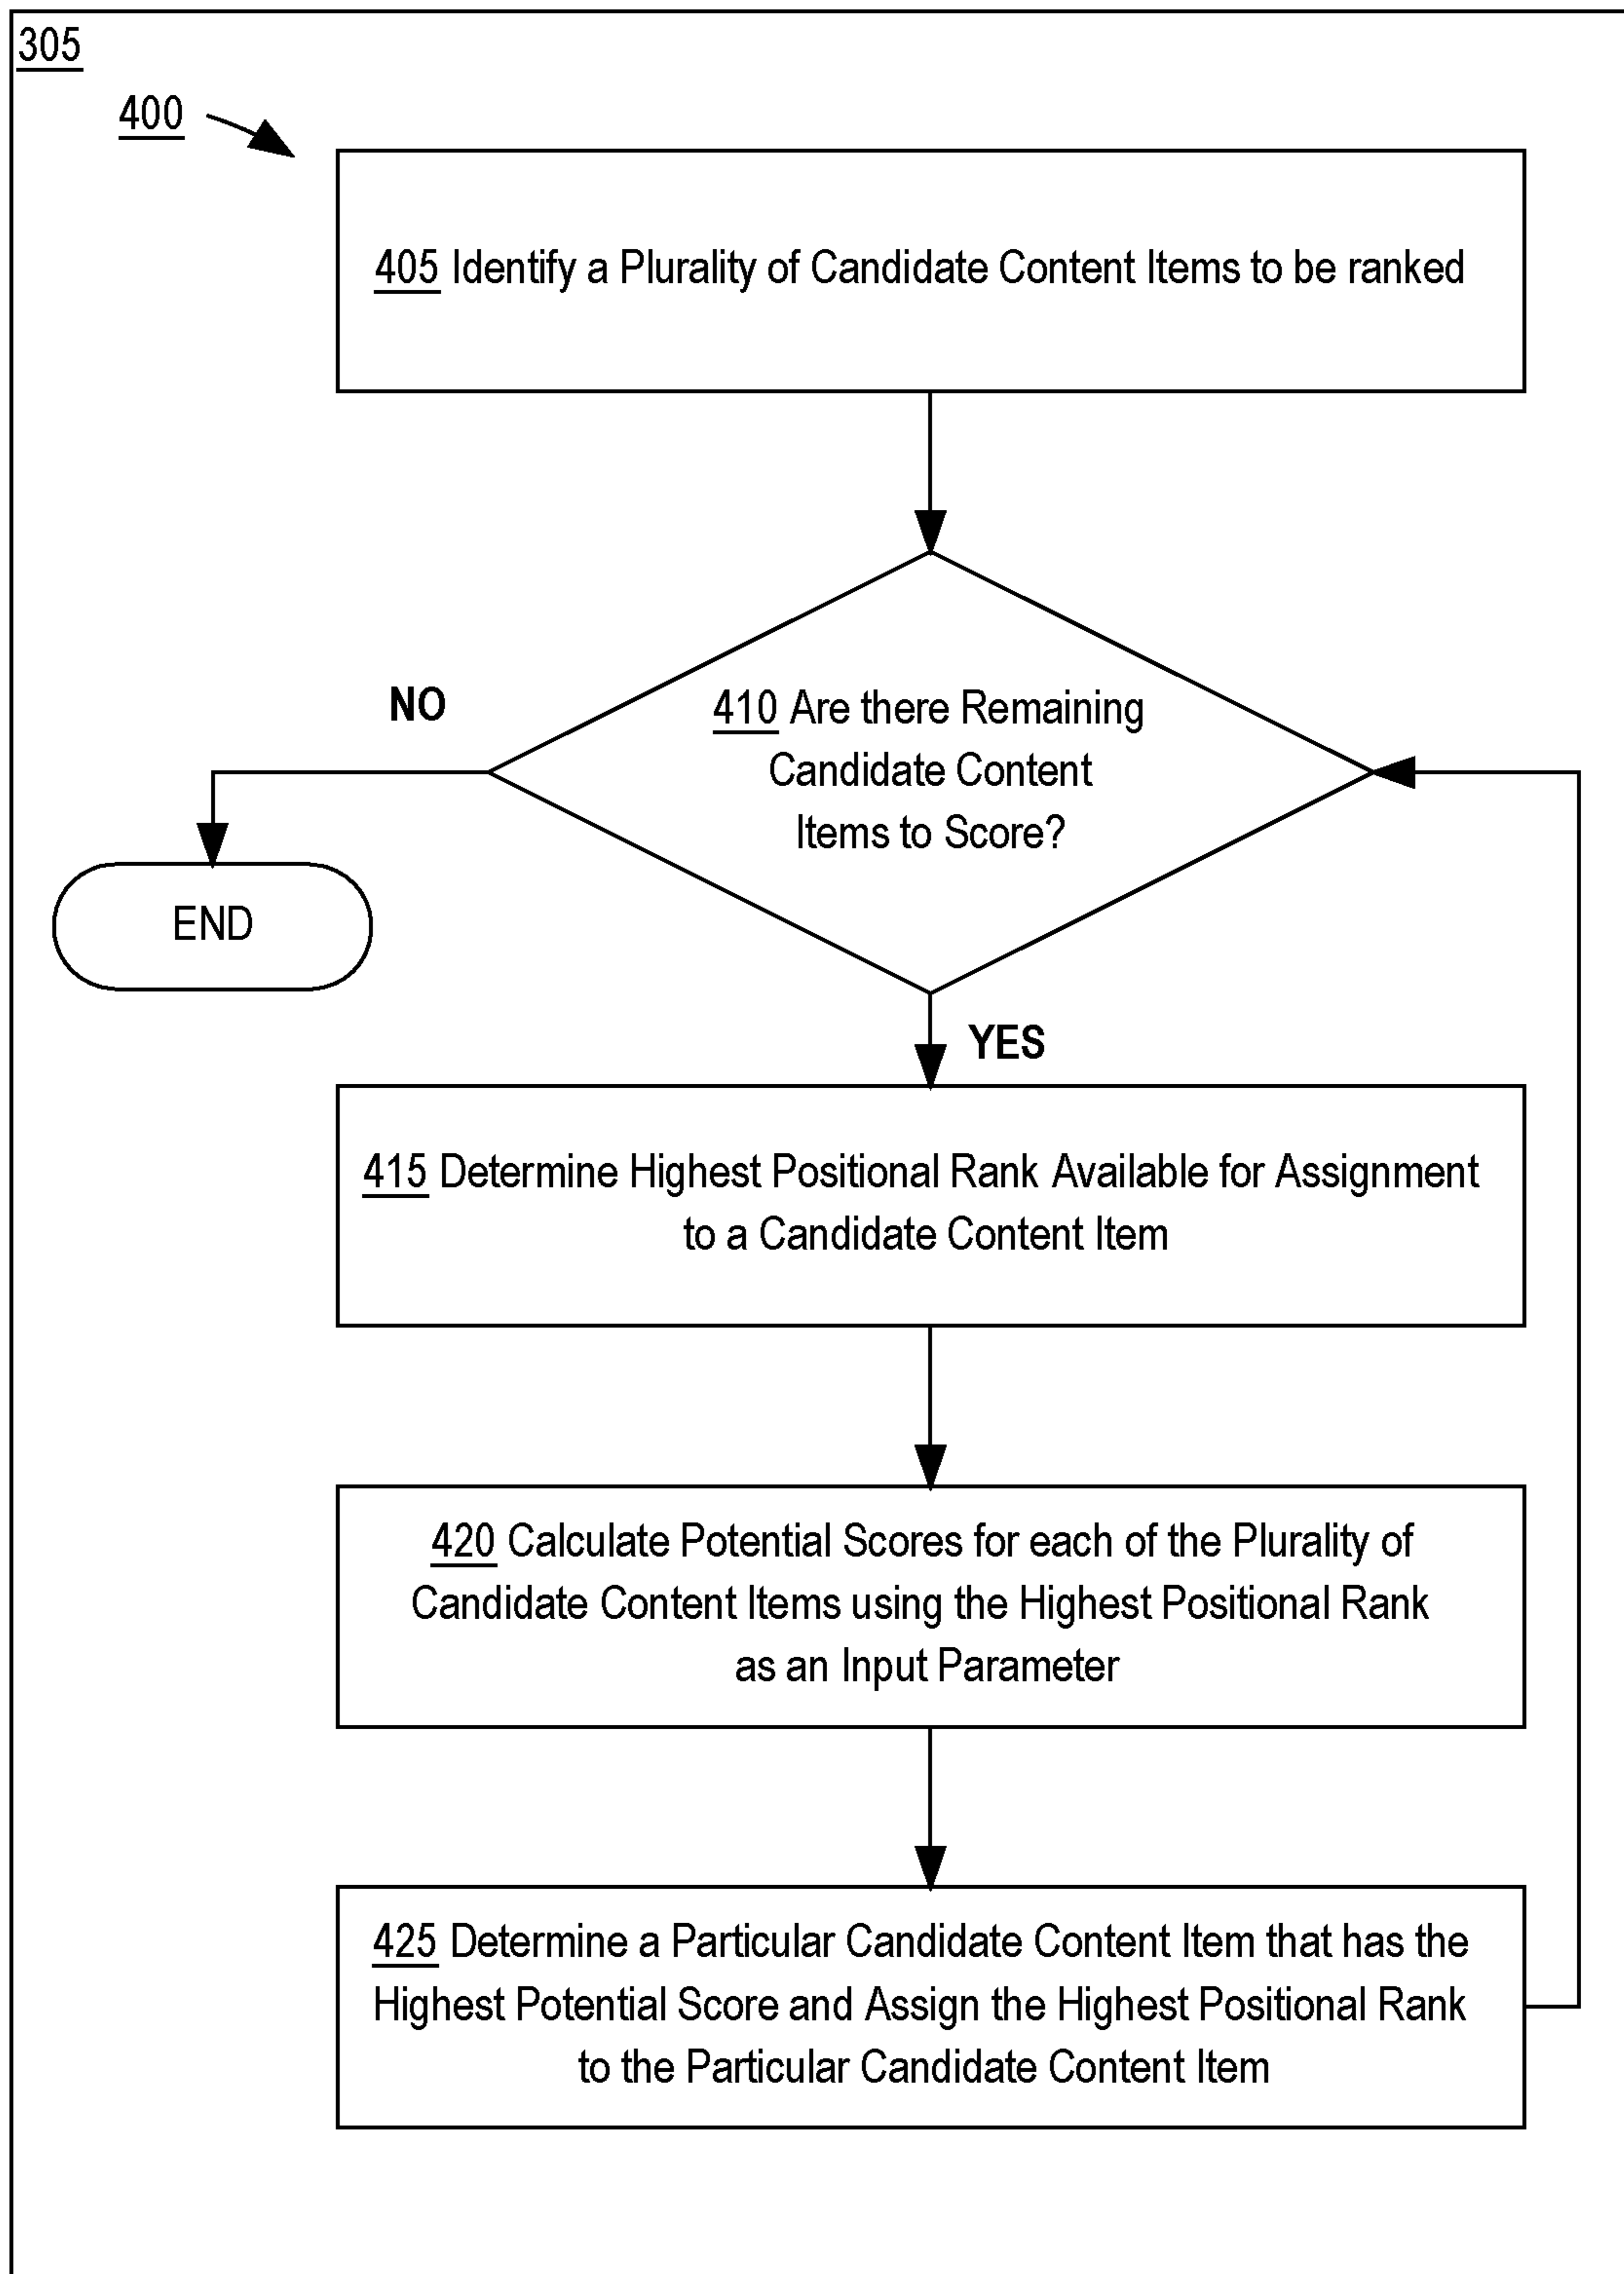 305
400
405 Identify a Plurality of Candidate Content Items to be ranked
NO
410 Are there Remaining
Candidate Content
Items to Score?
END
YES
415 Determine Highest Positional Rank Available for Assignment
to a Candidate Content Item
420 Calculate Potential Scores for each of the Plurality of
Candidate Content Items using the Highest Positional Rank
as an Input Parameter
425 Determine a Particular Candidate Content Item that has the
Highest Potential Score and Assign the Highest Positional Rank
to the Particular Candidate Content Item